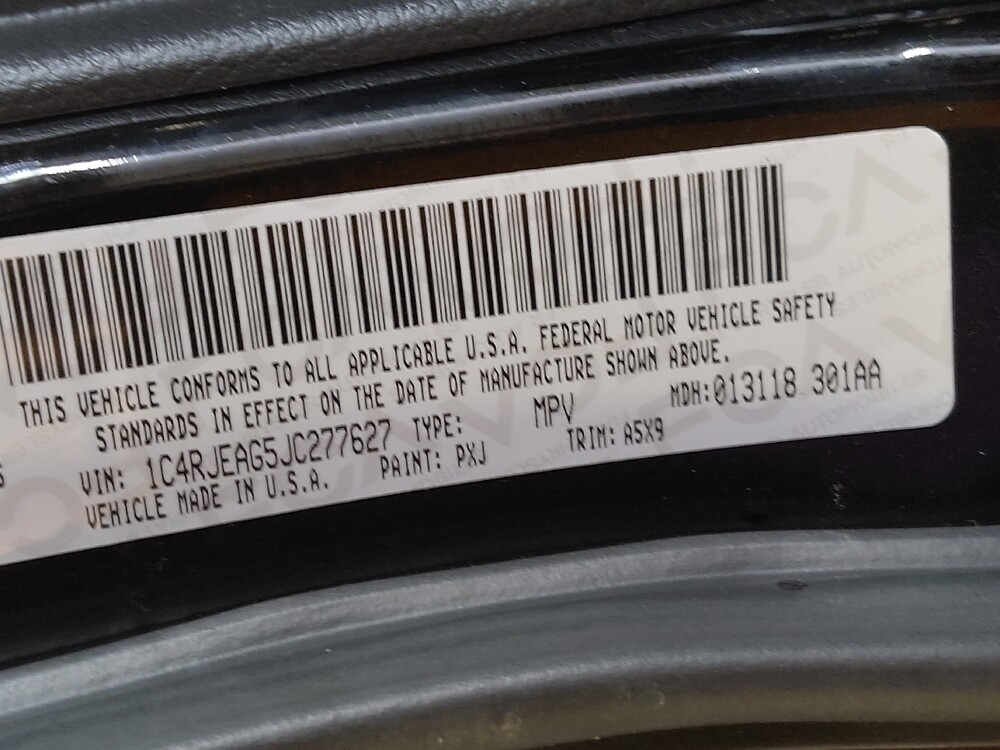 THIS VEHICLE CONFORMS TO ALL APPLICABLE U.S.A. FEDERAL MOTOR VEHICLE SAFETY
STANDARDS IN EFFECT ON THE DATE OF MANUFACTURE SHOWN ABOVE.
MDH:013118 301AA
VIN: 1C4RJEAG5JC277627 TYPE: MPV
VEHICLE MADE IN U.S.A. PAINT: PXJ TRIM: A5X9